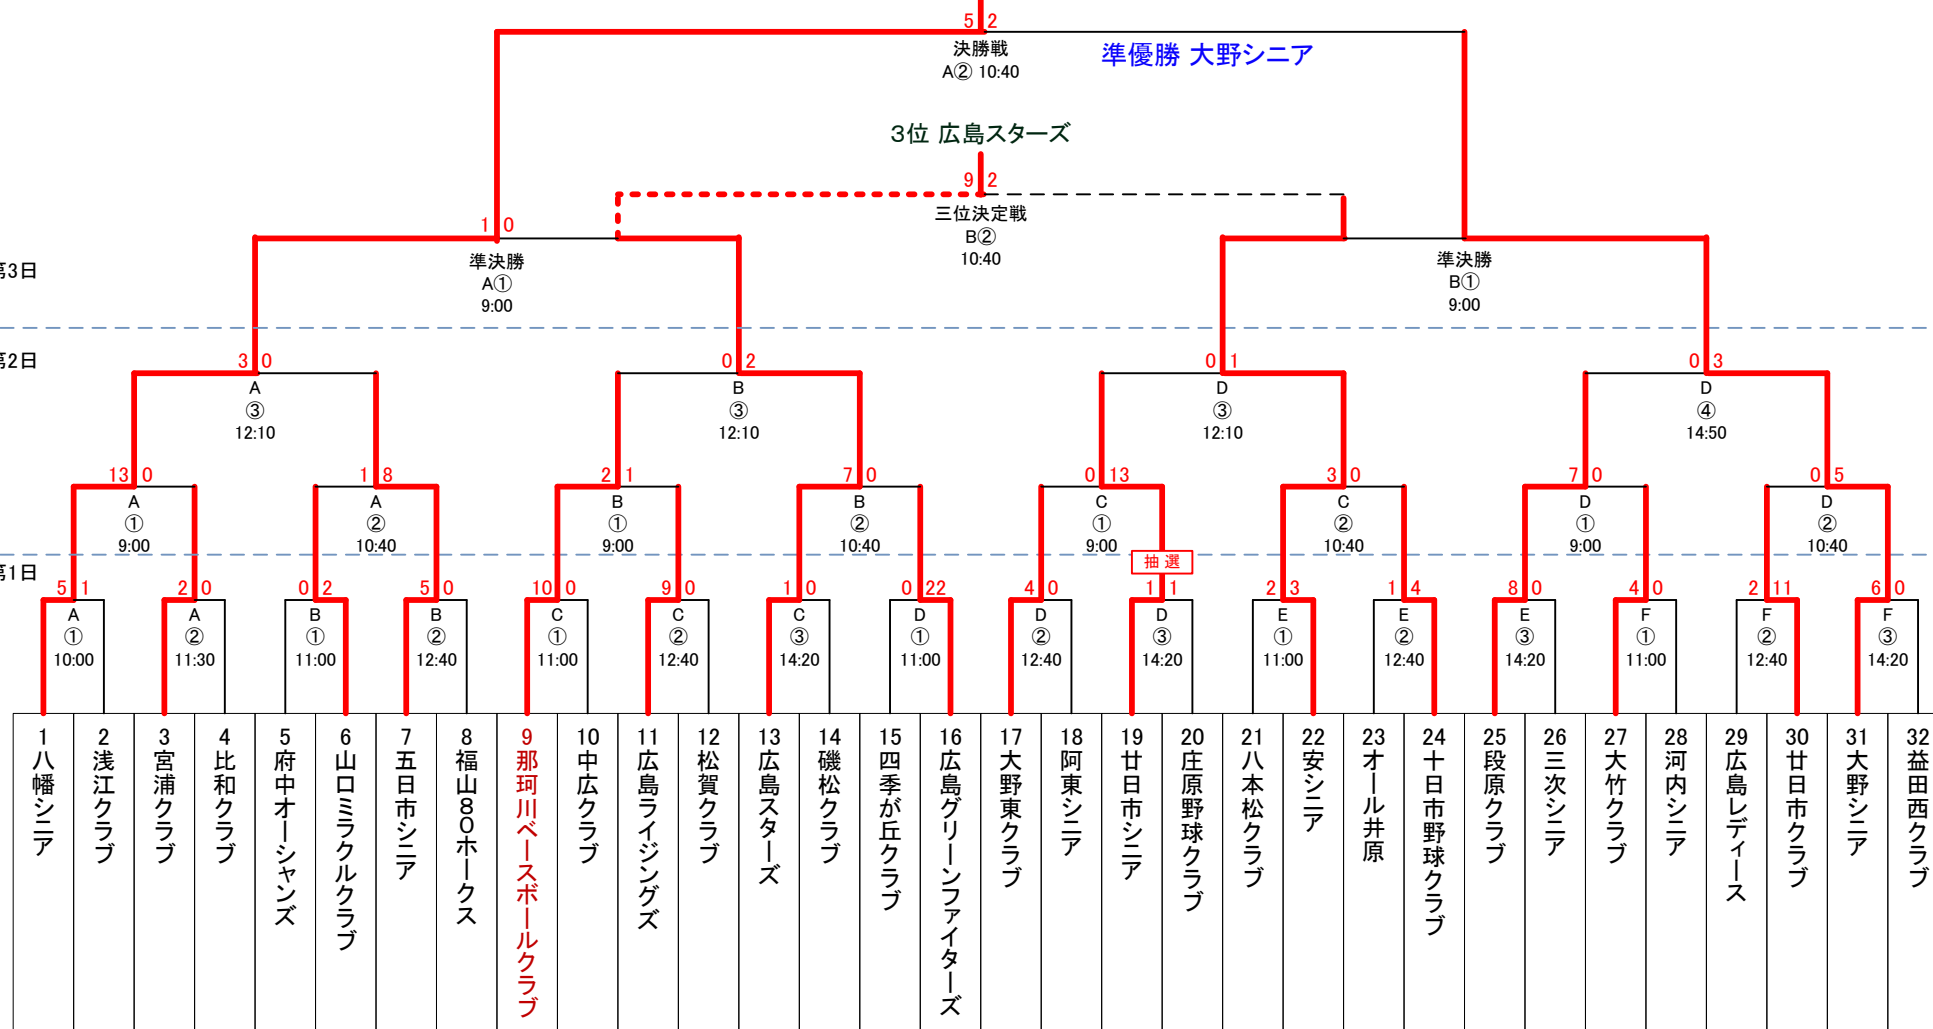 5 2
決勝戦
A② 10:40
準優勝 大野シニア
3位 広島スターズ
9 2
三位決定戦
B②
10:40
1 0
準決勝
A①
9:00
準決勝
B①
9:00
第3日
第2日
3 0
A
③
12:10
0 2
B
③
12:10
0 1
D
③
12:10
0 3
D
④
14:50
13 0
A
①
9:00
1 8
A
②
10:40
2 1
B
①
9:00
7 0
B
②
10:40
0 13
C
①
9:00
3 0
C
②
10:40
7 0
D
①
9:00
0 5
D
②
10:40
抽選
第1日
5 1
A
①
10:00
2 0
A
②
11:30
0 2
B
①
11:00
5 0
B
②
12:40
10 0
C
①
11:00
9 0
C
②
12:40
1 0
C
③
14:20
0 22
D
①
11:00
4 0
D
②
12:40
1 1
D
③
14:20
2 3
E
①
11:00
1 4
E
②
12:40
8 0
E
③
14:20
4 0
F
①
11:00
2 11
F
②
12:40
6 0
F
③
14:20
1 八幡シニア
2 浅江クラブ
3 宮浦クラブ
4 比和クラブ
5 府中オーシャンズ
6 山口ミラクルクラブ
7 五日市シニア
8 福山80ホークス
9 那珂川ベースボールクラブ
10 中広クラブ
11 広島ライジングズ
12 松賀クラブ
13 広島スターズ
14 磯松クラブ
15 四季が丘クラブ
16 広島グリーンファイターズ
17 大野東クラブ
18 阿東シニア
19 廿日市シニア
20 庄原野球クラブ
21 八本松クラブ
22 安シニア
23 オール井原
24 十日市野球クラブ
25 段原クラブ
26 三次シニア
27 大竹クラブ
28 河内シニア
29 広島レディース
30 廿日市クラブ
31 大野シニア
32 益田西クラブ